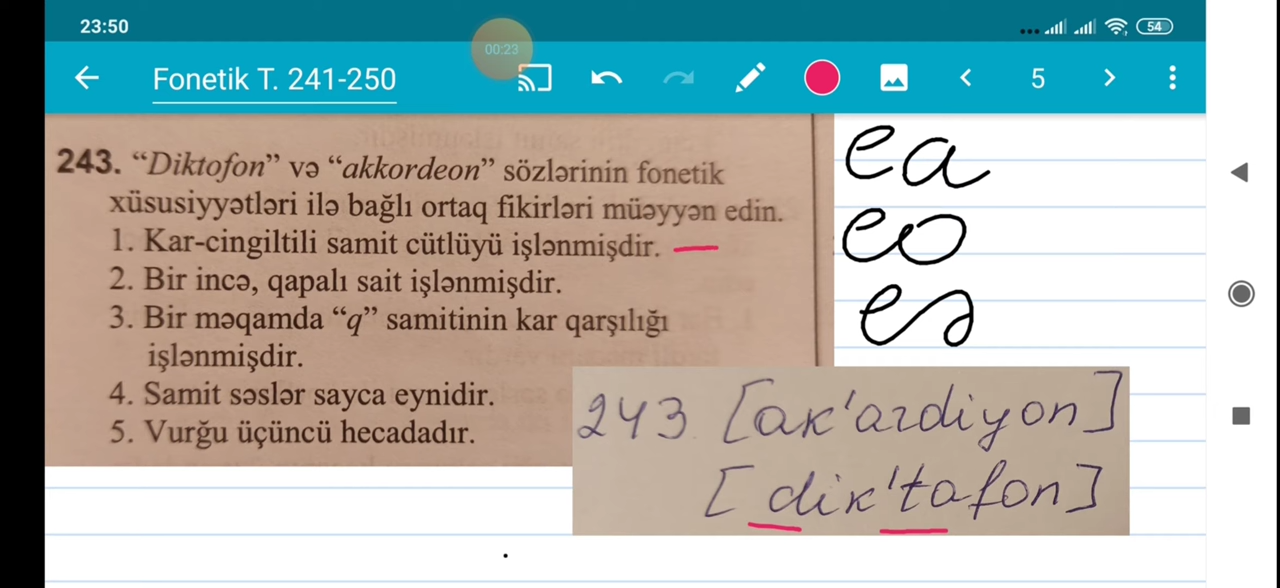 23:50
00:23
54
Fonetik T. 241-250
5
243. “Diktofon” və “akkordeon” sözlərinin fonetik
xüsusiyyətləri ilə bağlı ortaq fikirləri müəyyən edin.
1. Kar-cingiltili samit cütlüyü işlənmişdir.
2. Bir incə, qapalı sait işlənmişdir.
3. Bir məqamda “q” samitinin kar qarşılığı
işlənmişdir.
4. Samit səslər sayca eynidir.
5. Vurğu üçüncü hecadadır.
ea
eo
eə
243 [ak'ardiyon]
[dik'tafon]